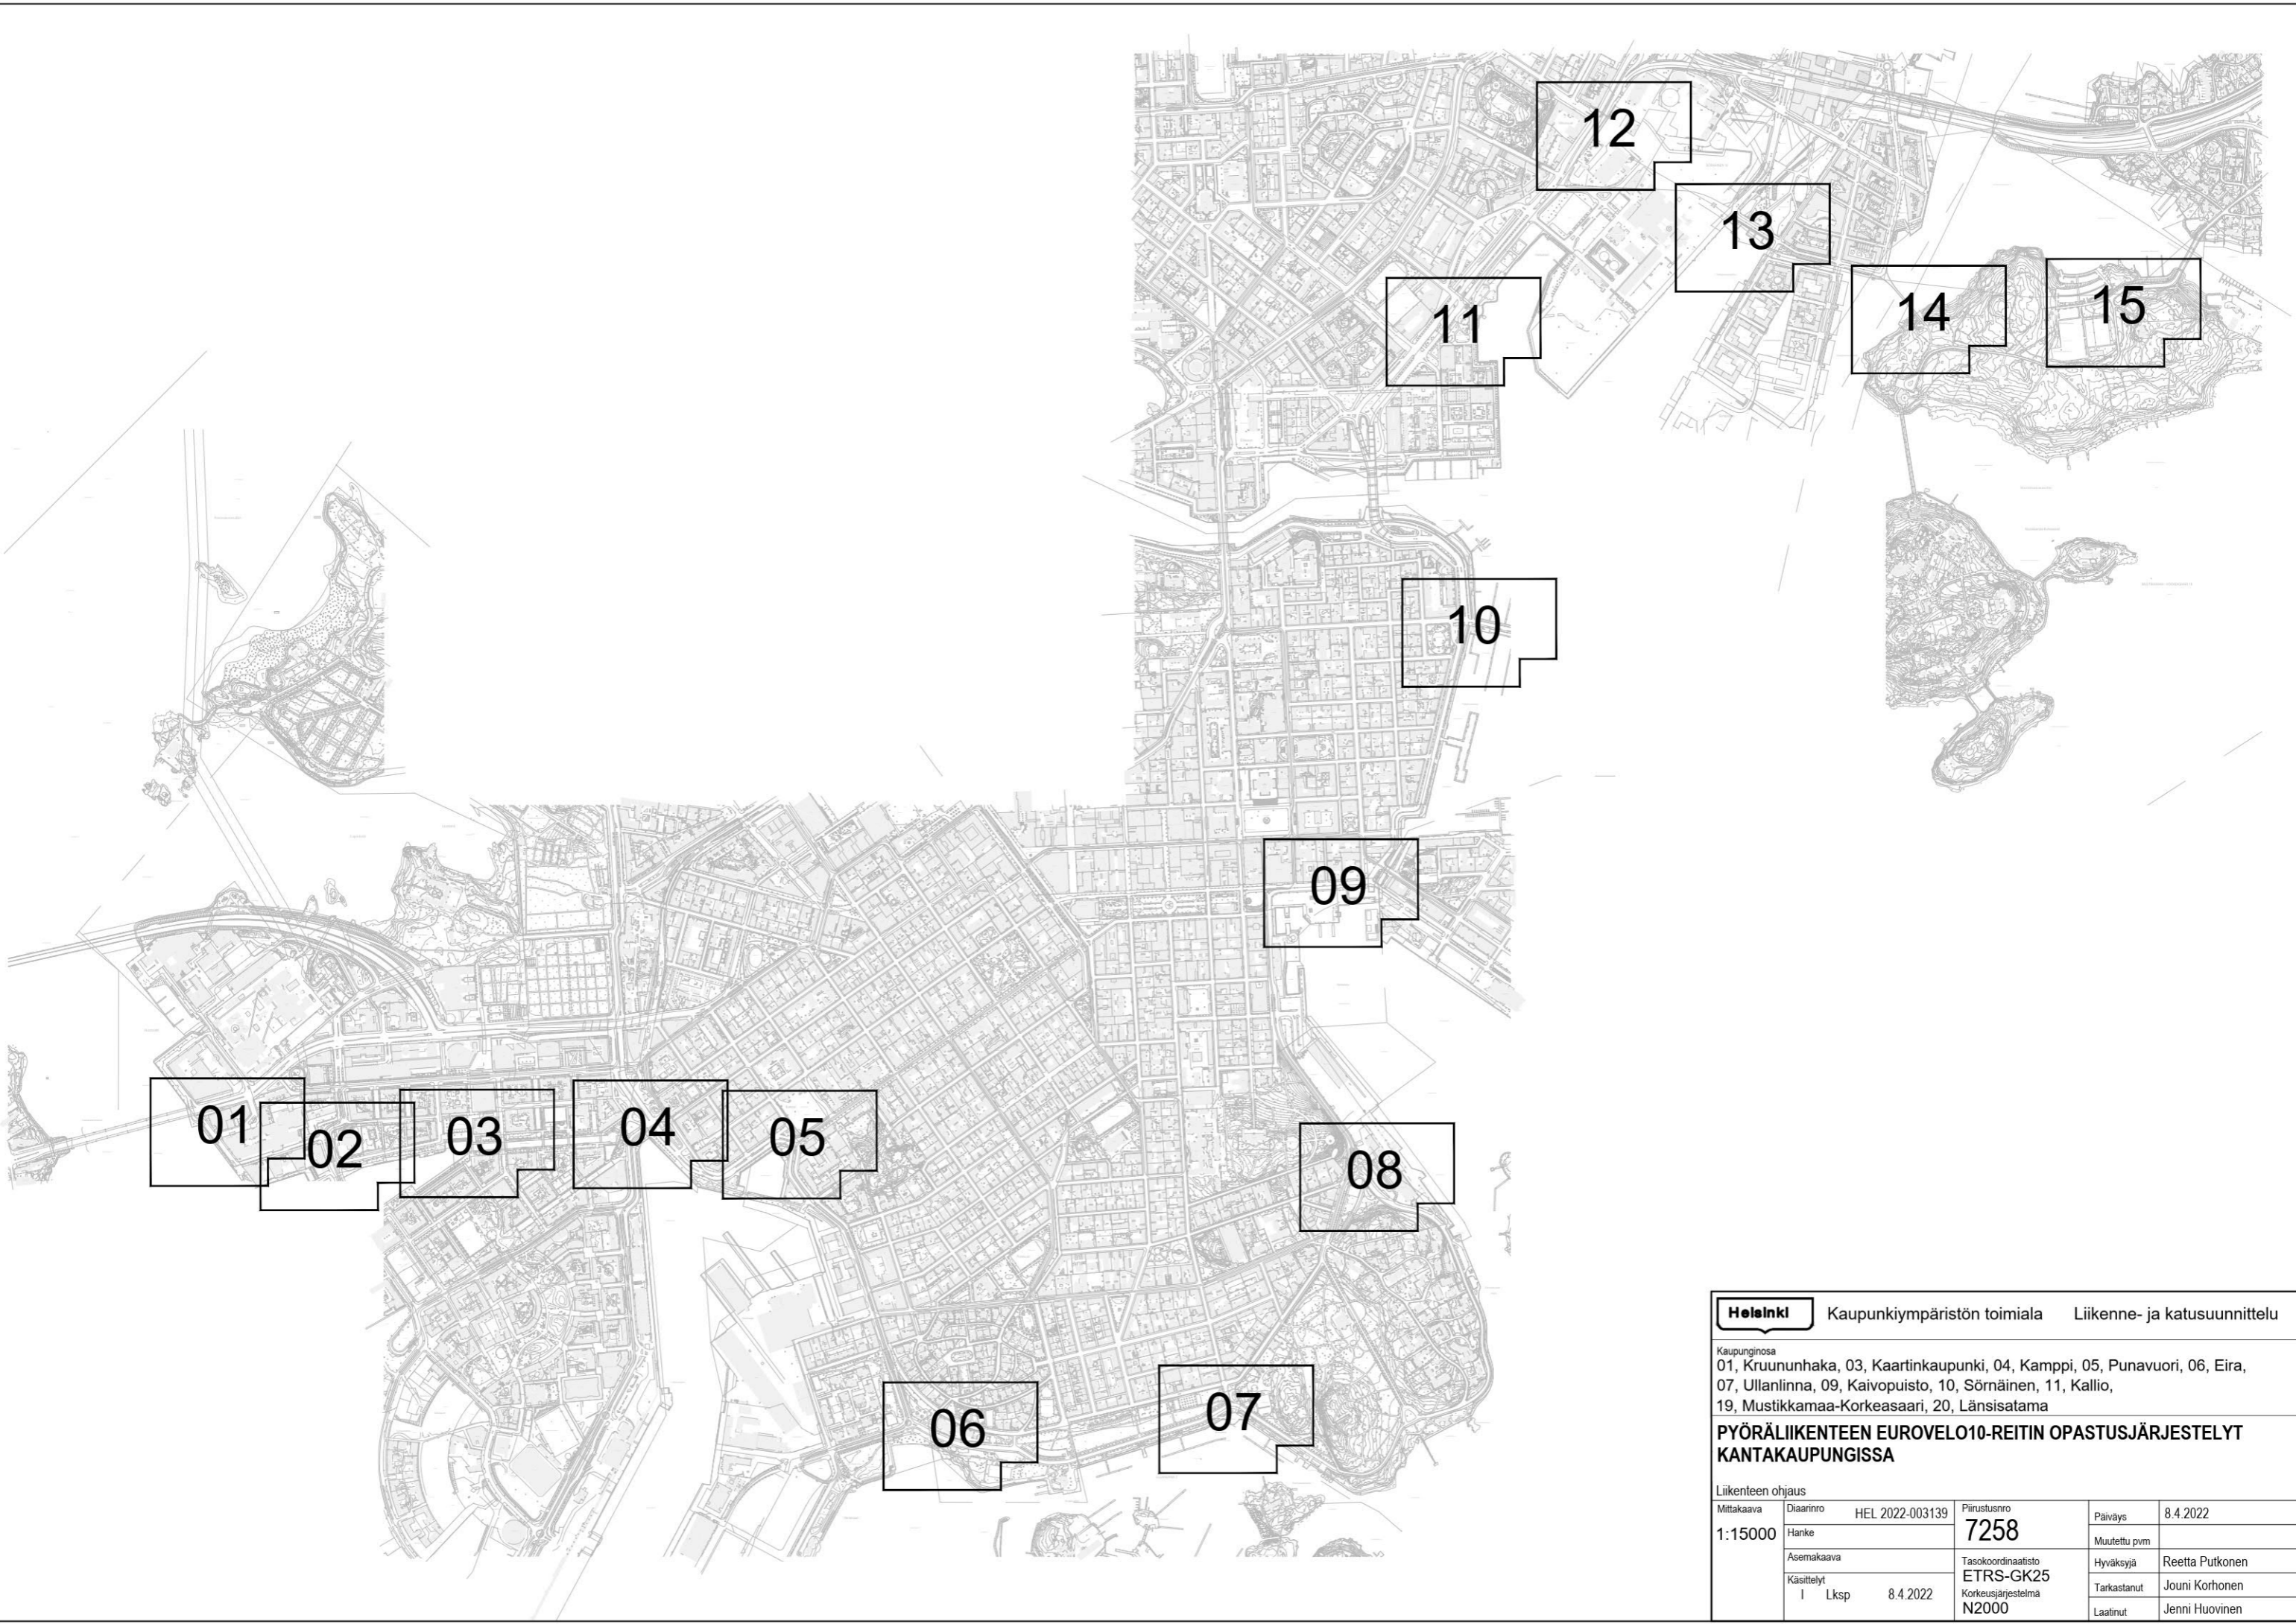 12
13
15
14
11
10
09
01
02
03
04
05
08
07
06
Helsinki Kaupunkiympäristön toimiala Liikenne- ja katusuunnittelu
Kaupunginosa
01, Kruununhaka, 03, Kaartinkaupunki, 04, Kamppi, 05, Punavuori, 06, Eira,
07, Ullanlinna, 09, Kaivopuisto, 10, Sörnäinen, 11, Kallio,
19, Mustikkamaa-Korkeasaari, 20, Länsisatama
PYÖRÄLIIKENTEEN EUROVELO10-REITIN OPASTUSJÄRJESTELYT
KANTAKAUPUNGISSA
Liikenteen ohjaus
Mittakaava
1:15000
Diaarinro HEL 2022-003139
Hanke
Asemakaava
Käsittelyt
I Lksp 8.4.2022
Piirustusnro
7258
Tasokoordinaatisto
ETRS-GK25
Korkeusjärjestelmä
N2000
Päiväys 8.4.2022
Muutettu pvm
Hyväksyjä Reetta Putkonen
Tarkastanut Jouni Korhonen
Laatinut Jenni Huovinen